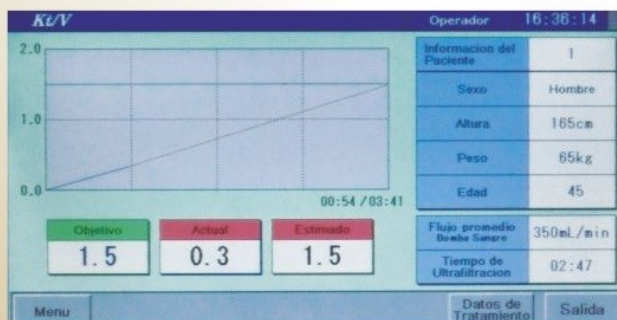 Kt/V
Operador 16:36:14
2.0
1.0
0.0
00:54 / 03:41
Objetivo
1.5
Actual
0.3
Estimado
1.5
Informacion del
Paciente
1
Sexo
Hombre
Altura
165cm
Peso
65kg
Edad
45
Flujo promedio
Bomba Sangre
350mL/min
Tiempo de
Ultrafiltracion
02:47
Menu
Datos de
Tratamiento
Salida